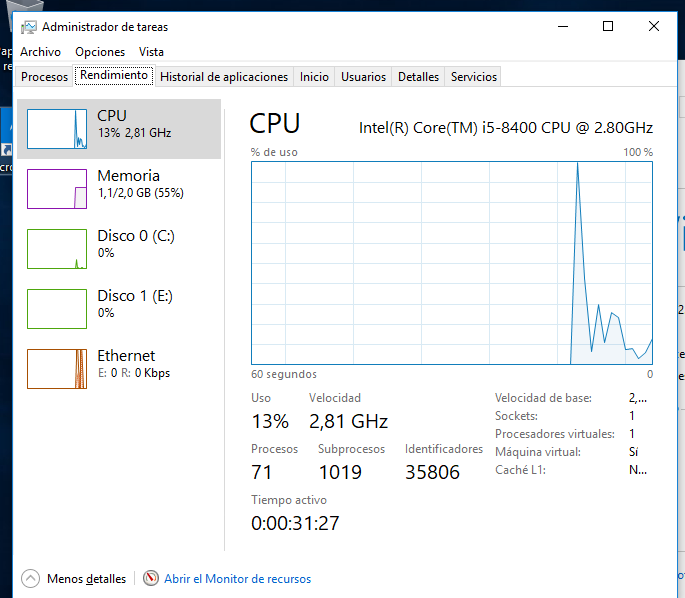 Administrador de tareas
Archivo Opciones Vista
Procesos Rendimiento Historial de aplicaciones Inicio Usuarios Detalles Servicios
CPU
13% 2,81 GHz
Memoria
1,1/2,0 GB (55%)
Disco 0 (C:)
0%
Disco 1 (E:)
0%
Ethernet
E: 0 R: 0 Kbps
CPU Intel(R) Core(TM) i5-8400 CPU @ 2.80GHz
% de uso 100 %
60 segundos 0
Uso Velocidad
13% 2,81 GHz
Procesos Subprocesos Identificadores
71 1019 35806
Tiempo activo
0:00:31:27
Velocidad de base: 2,...
Sockets: 1
Procesadores virtuales: 1
Máquina virtual: Sí
Caché L1: N...
Menos detalles Abrir el Monitor de recursos